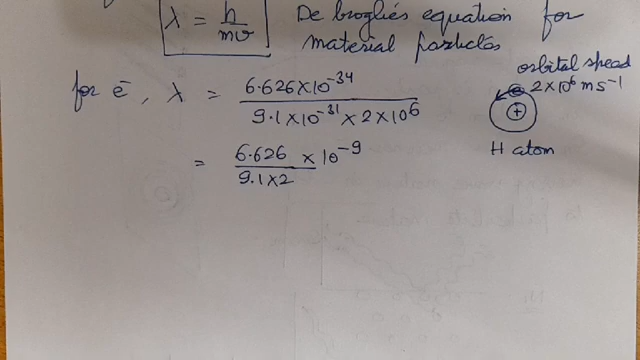 λ = h/mv De broglie's equation for
material particles
for e⁻, λ = 6.626×10⁻³⁴ / 9.1×10⁻³¹×2×10⁶
= 6.626/9.1×2 ×10⁻⁹
orbital speed
2×10⁶ ms⁻¹
+
H atom